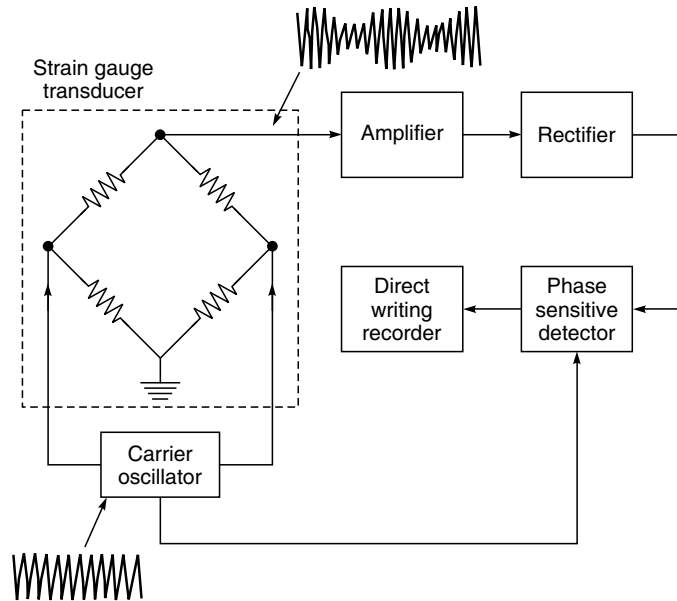 Strain gauge
transducer
Amplifier
Rectifier
Direct
writing
recorder
Phase
sensitive
detector
Carrier
oscillator